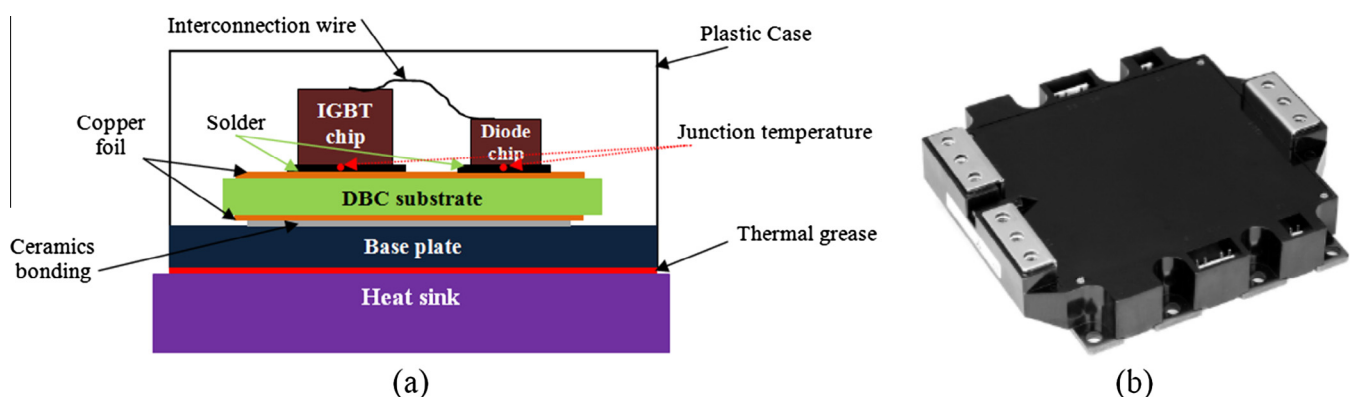 Interconnection wire
Plastic Case
IGBT
chip
Copper
foil
Solder
Diode
chip
Junction temperature
DBC substrate
Ceramics
bonding
Base plate
Thermal grease
Heat sink
(a)
(b)